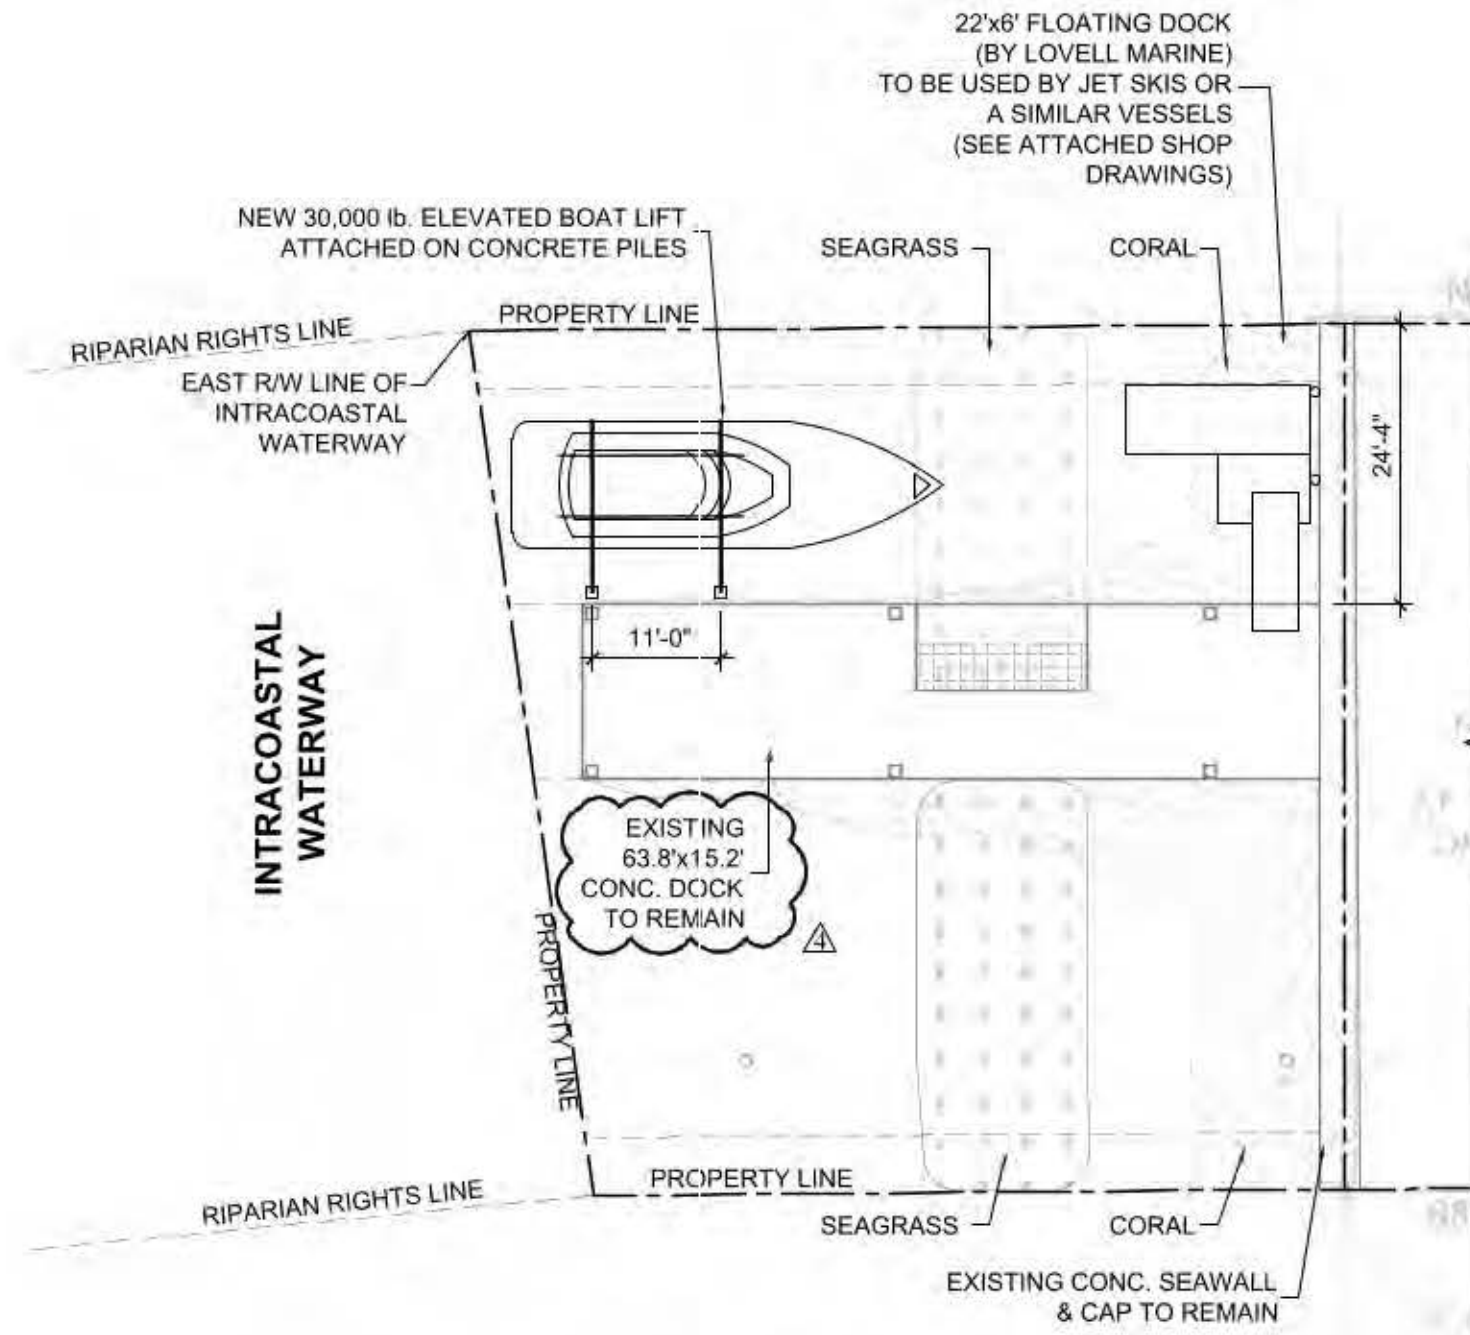 22'x6' FLOATING DOCK
(BY LOVELL MARINE)
TO BE USED BY JET SKIS OR
A SIMILAR VESSELS
(SEE ATTACHED SHOP
DRAWINGS)
NEW 30,000 lb. ELEVATED BOAT LIFT
ATTACHED ON CONCRETE PILES
SEAGRASS
CORAL
PROPERTY LINE
RIPARIAN RIGHTS LINE
EAST R/W LINE OF
INTRACOASTAL
WATERWAY
24'-4"
11'-0"
INTRACOASTAL
WATERWAY
EXISTING
63.8'x15.2'
CONC. DOCK
TO REMAIN
4
PROPERTY LINE
PROPERTY LINE
RIPARIAN RIGHTS LINE
SEAGRASS
CORAL
EXISTING CONC. SEAWALL
& CAP TO REMAIN